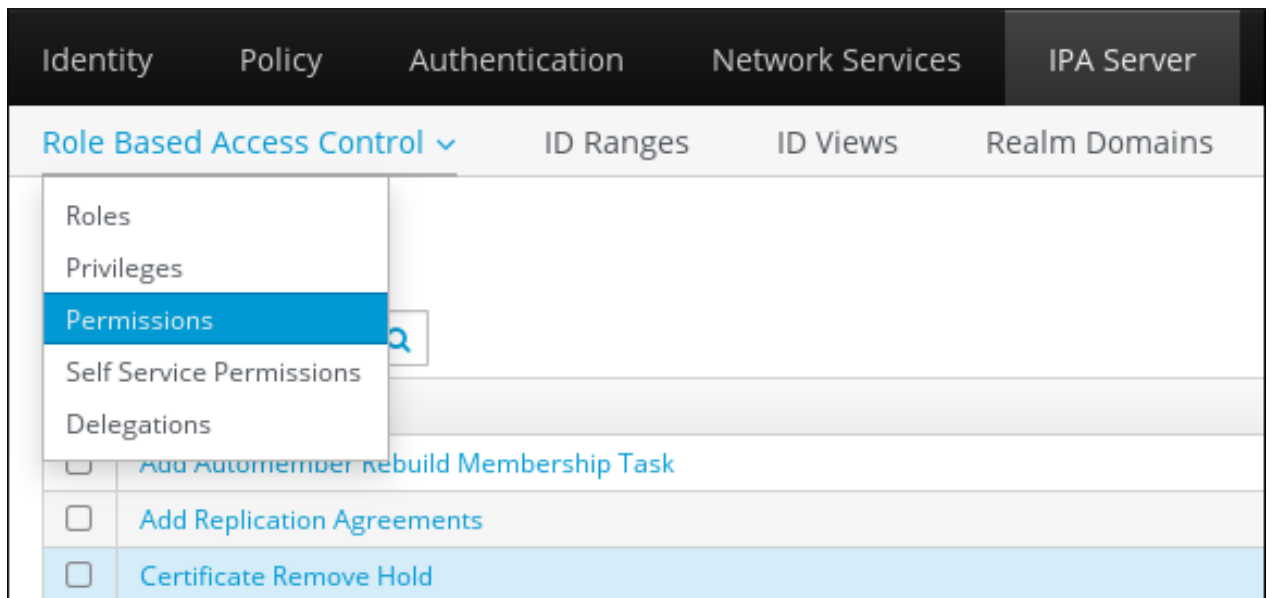 Identity Policy Authentication Network Services IPA Server
Role Based Access Control ID Ranges ID Views Realm Domains
Roles
Privileges
Permissions
Self Service Permissions
Delegations
Add Automember Rebuild Membership Task
Add Replication Agreements
Certificate Remove Hold